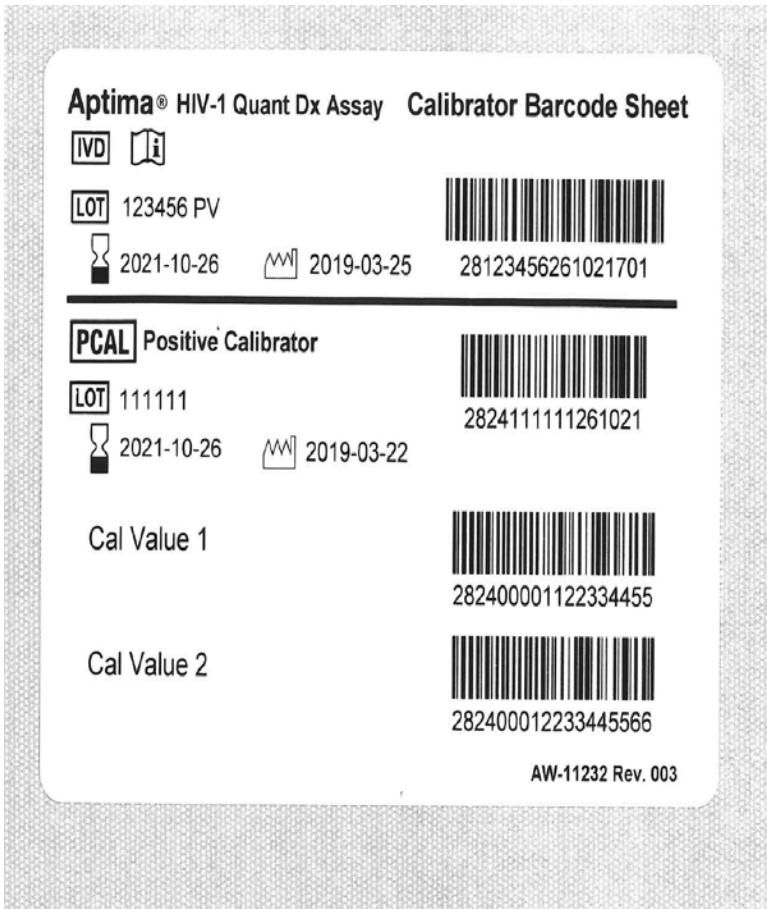 Aptima® HIV-1 Quant Dx Assay Calibrator Barcode Sheet
IVD i
LOT 123456 PV
2021-10-26 2019-03-25 28123456261021701
PCAL Positive Calibrator
LOT 111111
2824111111261021
2021-10-26 2019-03-22
Cal Value 1
282400001122334455
Cal Value 2
282400012233445566
AW-11232 Rev. 003